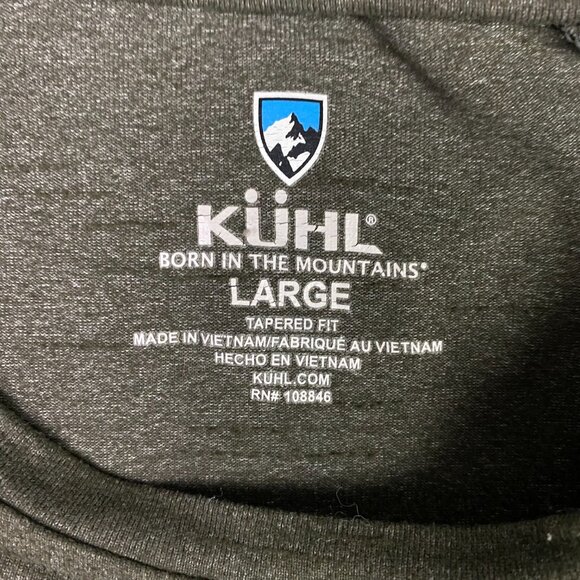 KÜHL®
BORN IN THE MOUNTAINS®
LARGE
TAPERED FIT
MADE IN VIETNAM/FABRIQUÉ AU VIETNAM
HECHO EN VIETNAM
KUHL.COM
RN# 108846